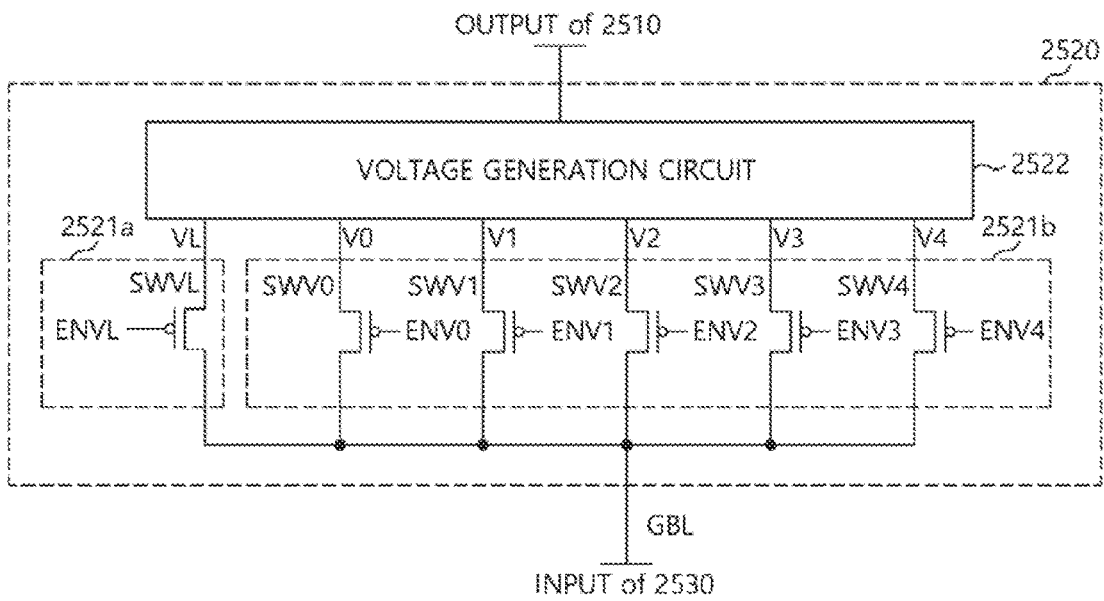 OUTPUT of 2510
2520
VOLTAGE GENERATION CIRCUIT
2522
2521a
VL V0 V1 V2 V3 V4
2521b
SWVL SWV0 SWV1 SWV2 SWV3 SWV4
ENVL ENV0 ENV1 ENV2 ENV3 ENV4
GBL
INPUT of 2530